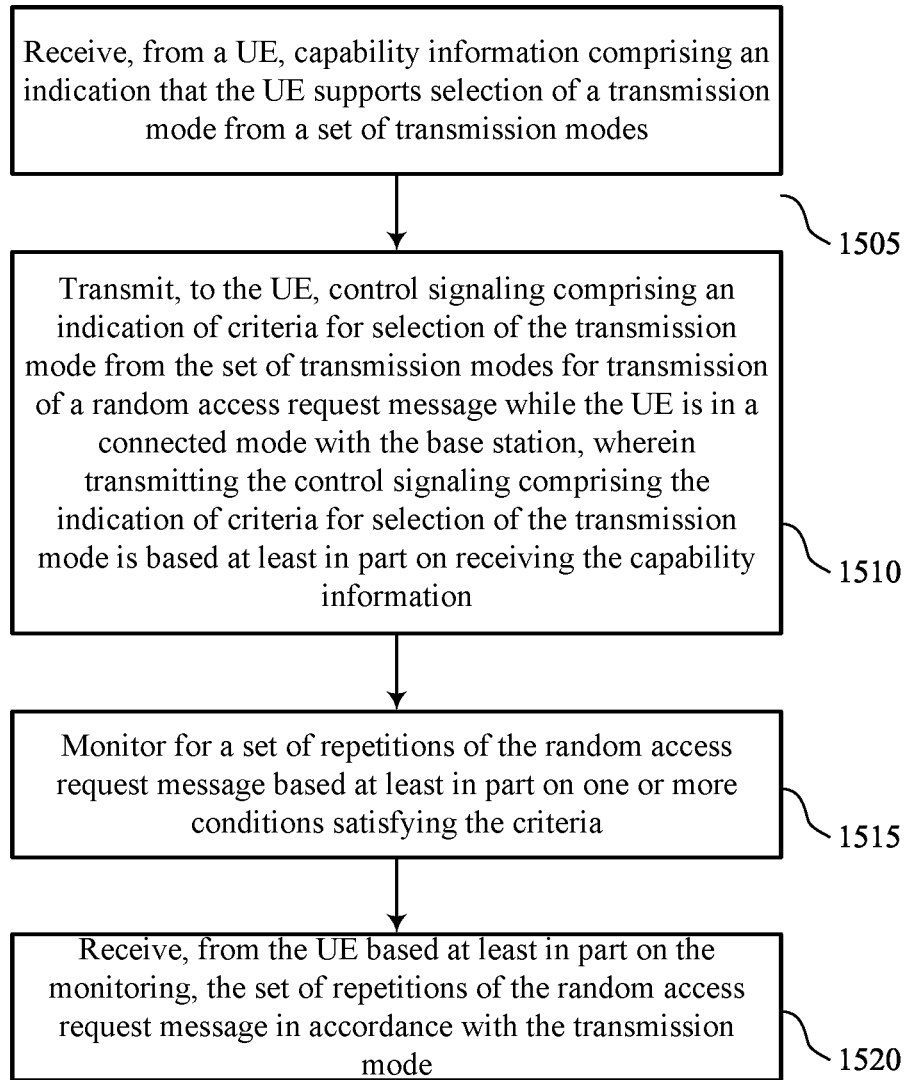 Receive, from a UE, capability information comprising an
indication that the UE supports selection of a transmission
mode from a set of transmission modes
1505
Transmit, to the UE, control signaling comprising an
indication of criteria for selection of the transmission
mode from the set of transmission modes for transmission
of a random access request message while the UE is in a
connected mode with the base station, wherein
transmitting the control signaling comprising the
indication of criteria for selection of the transmission
mode is based at least in part on receiving the capability
information
1510
Monitor for a set of repetitions of the random access
request message based at least in part on one or more
conditions satisfying the criteria
1515
Receive, from the UE based at least in part on the
monitoring, the set of repetitions of the random access
request message in accordance with the transmission
mode
1520